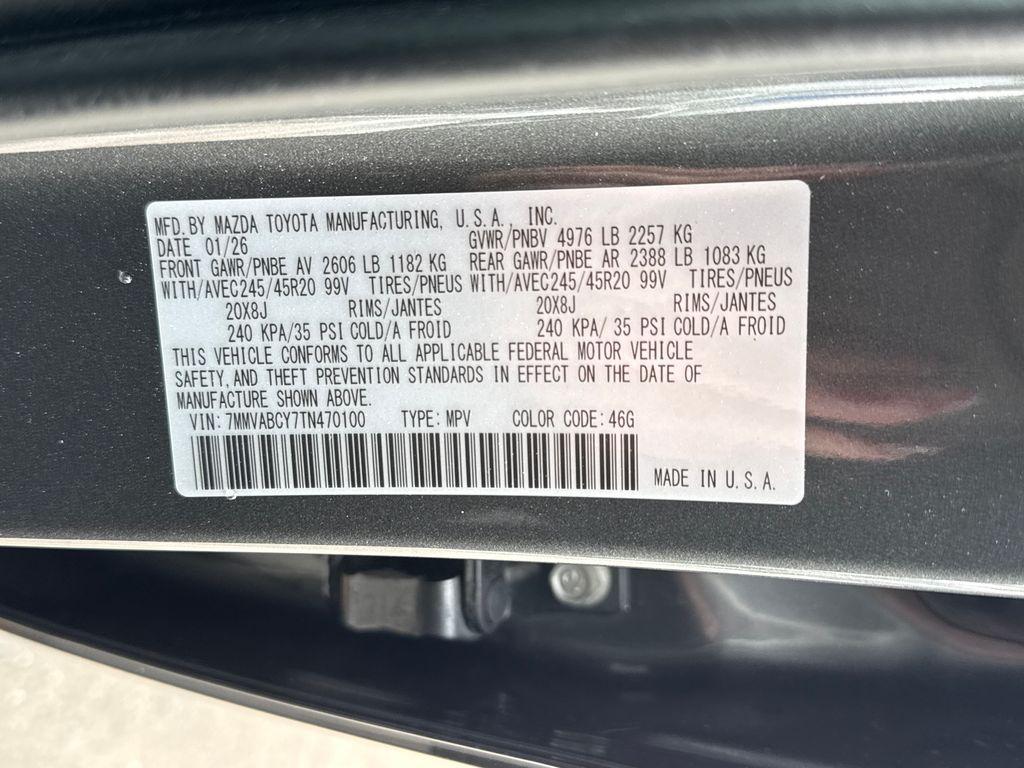 MFD. BY MAZDA TOYOTA MANUFACTURING, U.S.A., INC.
DATE 01/26 GVWR/PNBV 4976 LB 2257 KG
FRONT GAWR/PNBE AV 2606 LB 1182 KG REAR GAWR/PNBE AR 2388 LB 1083 KG
WITH/AVEC245/45R20 99V TIRES/PNEUS WITH/AVEC245/45R20 99V TIRES/PNEUS
20X8J RIMS/JANTES 20X8J RIMS/JANTES
240 KPA/35 PSI COLD/A FROID 240 KPA/ 35 PSI COLD/A FROID
THIS VEHICLE CONFORMS TO ALL APPLICABLE FEDERAL MOTOR VEHICLE
SAFETY, AND THEFT PREVENTION STANDARDS IN EFFECT ON THE DATE OF
MANUFACTURE SHOWN ABOVE.
VIN: 7MMVABCY7TN470100 TYPE: MPV COLOR CODE: 46G
MADE IN U.S.A.